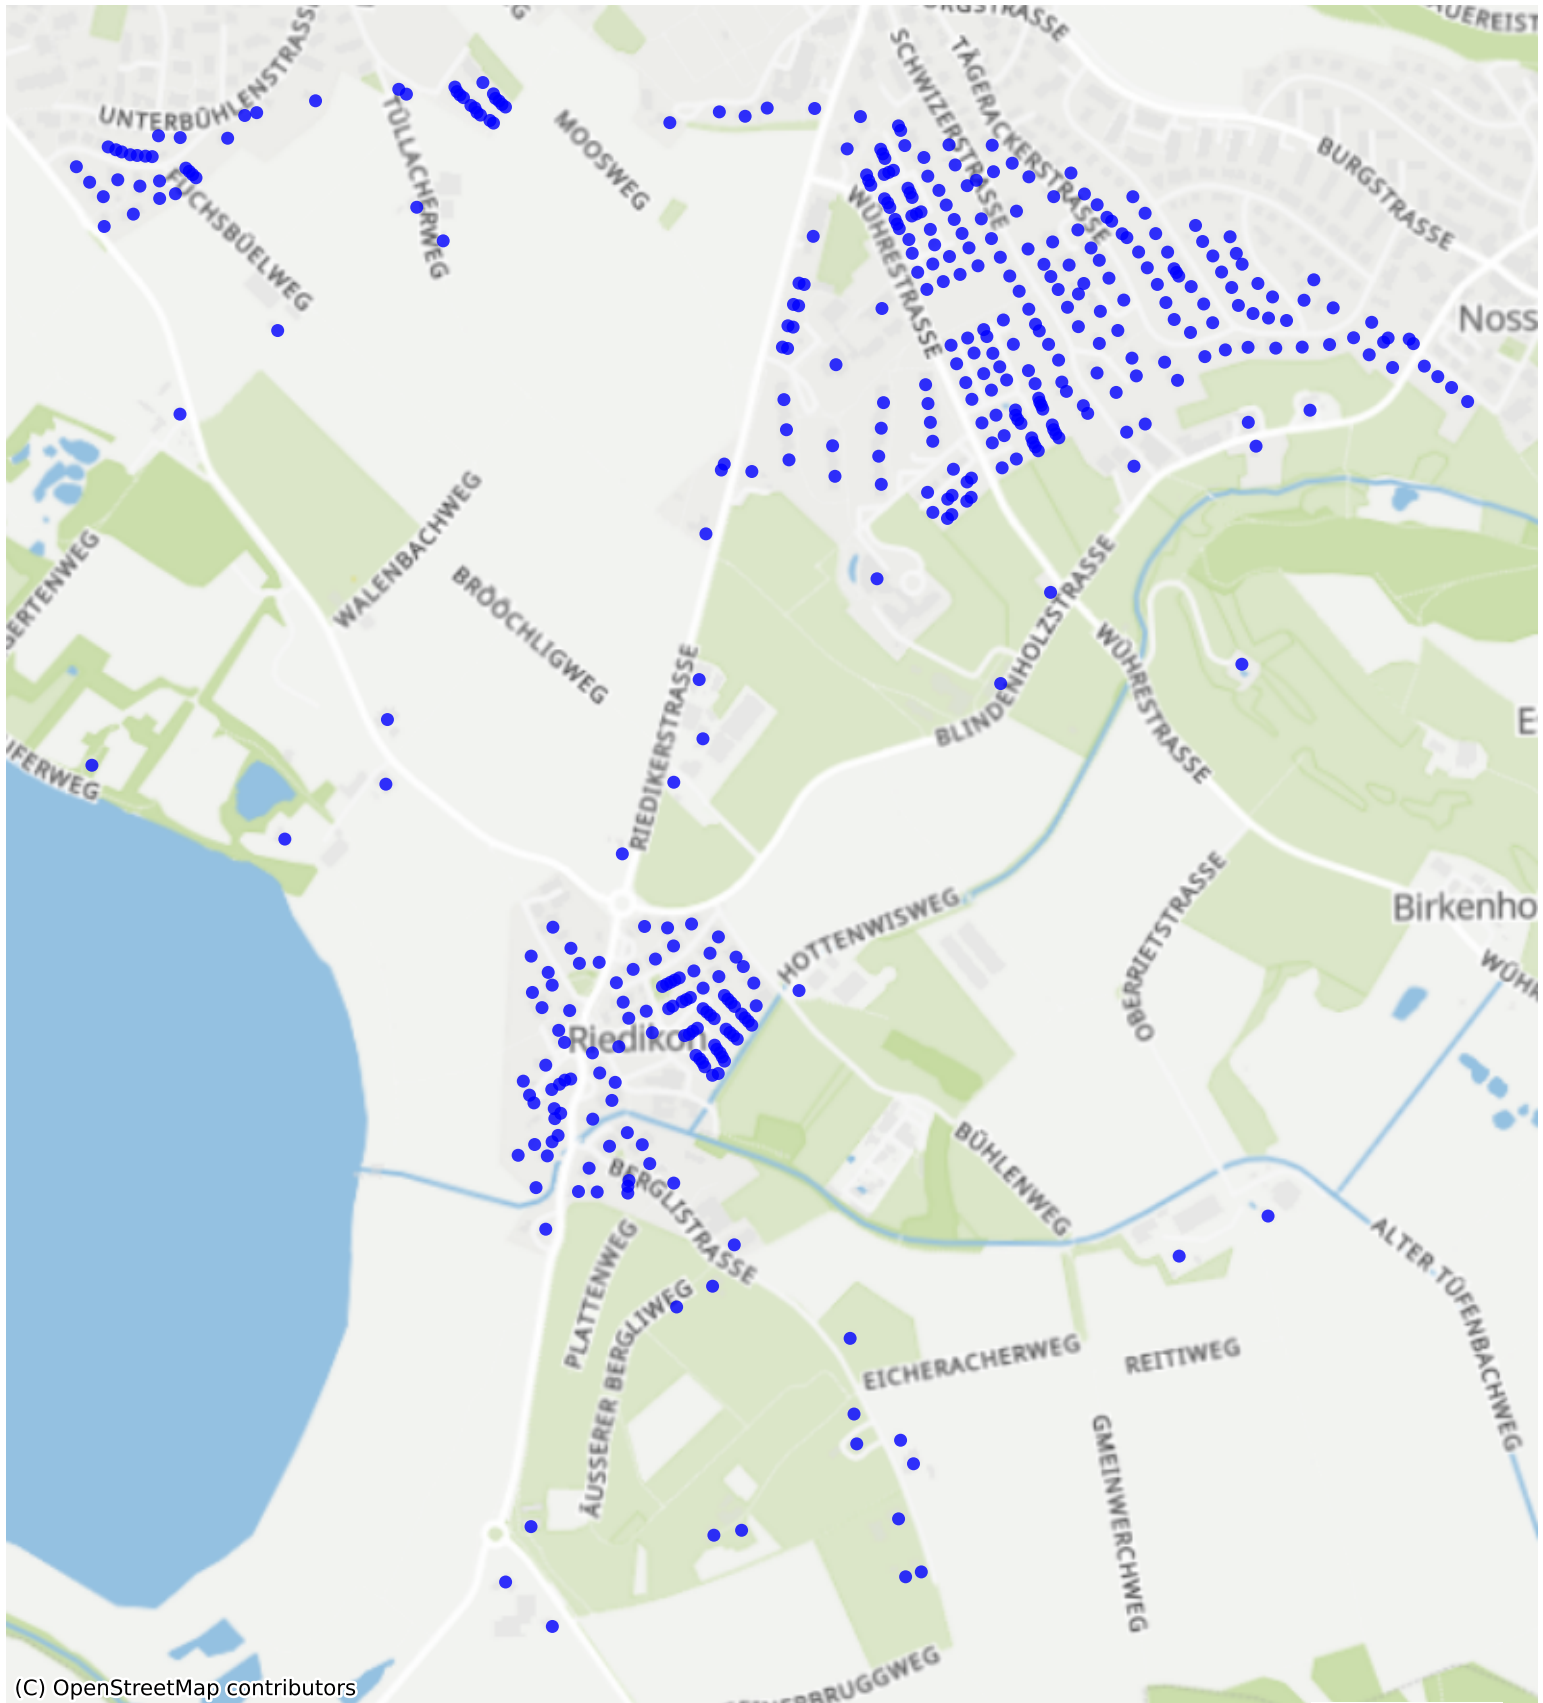 UNTERBÜHLENSTRASSE
TÜLLACHERWEG
MOOSWEG
SCHWIZERSTRASSE
TÄGERACKERSTRASSE
BURGSTRASSE
FUCHSBÜELWEG
WÜHRESTRASSE
WALENBACHWEG
BRÖÖCHLIGWEG
RIEDIKERSTRASSE
BLINDENHOLZSTRASSE
WÜHRESTRASSE
HOTTENWISWEG
OBERRIETSTRASSE
Birkenho
WÜHR
Noss
Riedikon
BÜHLENWEG
BERGLISTRASSE
PLATTENWEG
ÄUSSERER BERGLIWEG
EICHERACHERWEG
REITIWEG
GMEINWERCHWEG
ALTER TÜFENBACHWEG
(C) OpenStreetMap contributors